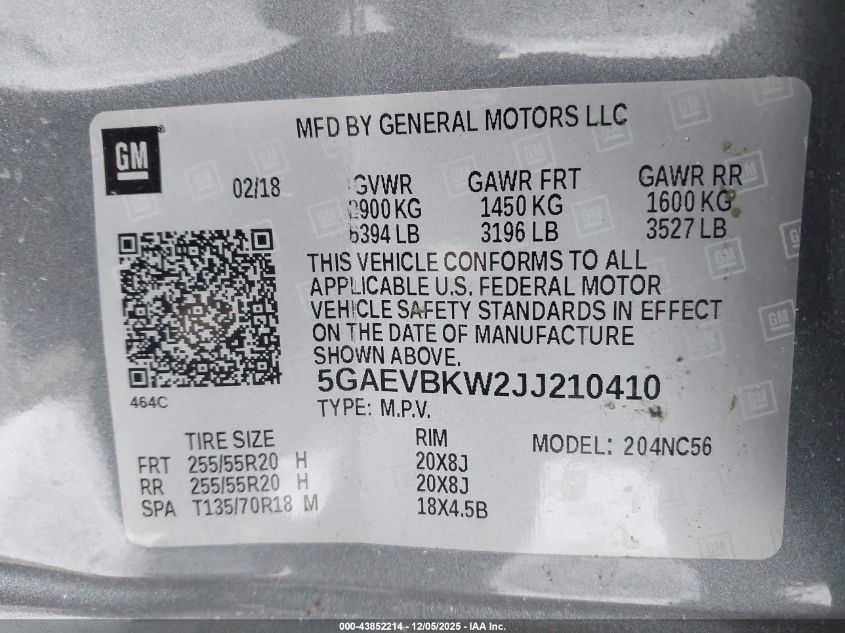 MFD BY GENERAL MOTORS LLC
GM
02/18
GVWR GAWR FRT GAWR RR
2900 KG 1450 KG 1600 KG
6394 LB 3196 LB 3527 LB
THIS VEHICLE CONFORMS TO ALL
APPLICABLE U.S. FEDERAL MOTOR
VEHICLE SAFETY STANDARDS IN EFFECT
ON THE DATE OF MANUFACTURE
SHOWN ABOVE.
5GAEVBKW2JJ210410
464C
TYPE: M.P.V.
TIRE SIZE RIM MODEL: 204NC56
FRT 255/55R20 H 20X8J
RR 255/55R20 H 20X8J
SPA T135/70R18 M 18X4.5B
000-43852214 - 12/05/2025 - IAA Inc.